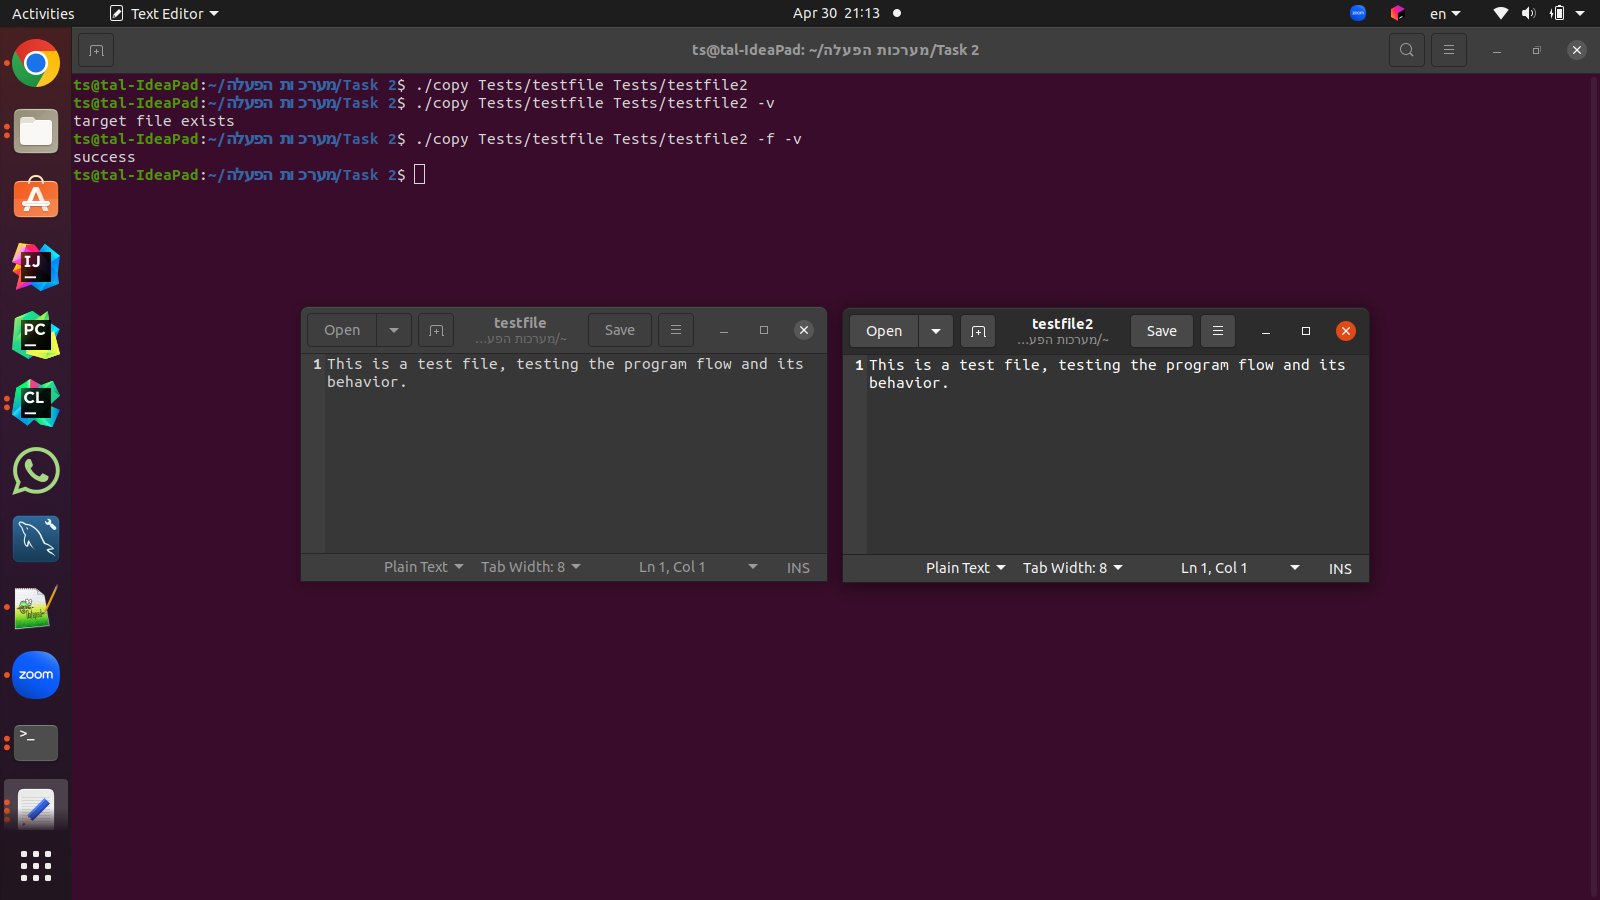 Activities
Text Editor
Apr 30 21:13
zoom
en
ts@tal-IdeaPad: ~/מערכות הפעלה/Task 2
ts@tal-IdeaPad:~/מערכות הפעלה/Task 2$ ./copy Tests/testfile Tests/testfile2
ts@tal-IdeaPad:~/מערכות הפעלה/Task 2$ ./copy Tests/testfile Tests/testfile2 -v
target file exists
ts@tal-IdeaPad:~/מערכות הפעלה/Task 2$ ./copy Tests/testfile Tests/testfile2 -f -v
success
ts@tal-IdeaPad:~/מערכות הפעלה/Task 2$
IJ
PC
CL
zoom
>_
Open
testfile
~/מערכות הפע...
Save
1 This is a test file, testing the program flow and its
behavior.
Plain Text
Tab Width: 8
Ln 1, Col 1
INS
Open
testfile2
~/מערכות הפע...
Save
1 This is a test file, testing the program flow and its
behavior.
Plain Text
Tab Width: 8
Ln 1, Col 1
INS